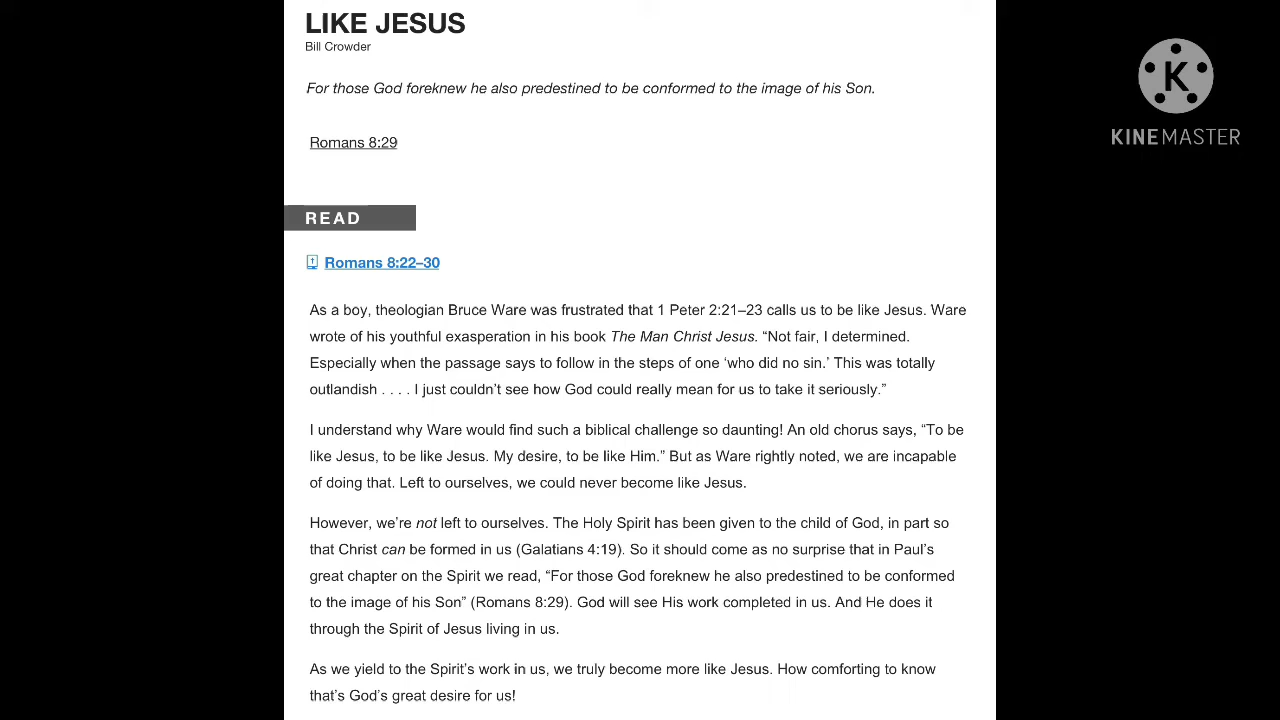 LIKE JESUS
Bill Crowder
For those God foreknew he also predestined to be conformed to the image of his Son.
Romans 8:29
READ
Romans 8:22–30
As a boy, theologian Bruce Ware was frustrated that 1 Peter 2:21–23 calls us to be like Jesus. Ware
wrote of his youthful exasperation in his book The Man Christ Jesus. “Not fair, I determined.
Especially when the passage says to follow in the steps of one ‘who did no sin.’ This was totally
outlandish . . . . I just couldn’t see how God could really mean for us to take it seriously.”
I understand why Ware would find such a biblical challenge so daunting! An old chorus says, “To be
like Jesus, to be like Jesus. My desire, to be like Him.” But as Ware rightly noted, we are incapable
of doing that. Left to ourselves, we could never become like Jesus.
However, we’re not left to ourselves. The Holy Spirit has been given to the child of God, in part so
that Christ can be formed in us (Galatians 4:19). So it should come as no surprise that in Paul’s
great chapter on the Spirit we read, “For those God foreknew he also predestined to be conformed
to the image of his Son” (Romans 8:29). God will see His work completed in us. And He does it
through the Spirit of Jesus living in us.
As we yield to the Spirit’s work in us, we truly become more like Jesus. How comforting to know
that’s God’s great desire for us!
K
KINEMASTER